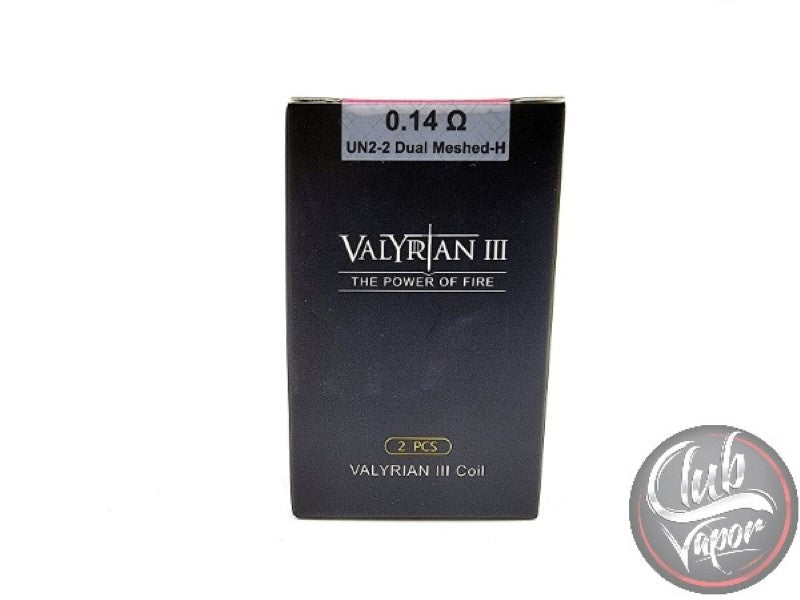 0.14 Ω
UN2-2 Dual Meshed-H
VALYRIAN III
THE POWER OF FIRE
2 PCS
VALYRIAN III Coil
Club
Vapor